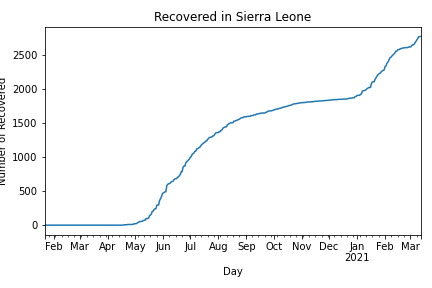 Recovered in Sierra Leone
Number of Recovered
2500
2000
1500
1000
500
0
Feb Mar Apr May Jun Jul Aug Sep Oct Nov Dec Jan Feb Mar
2021
Day